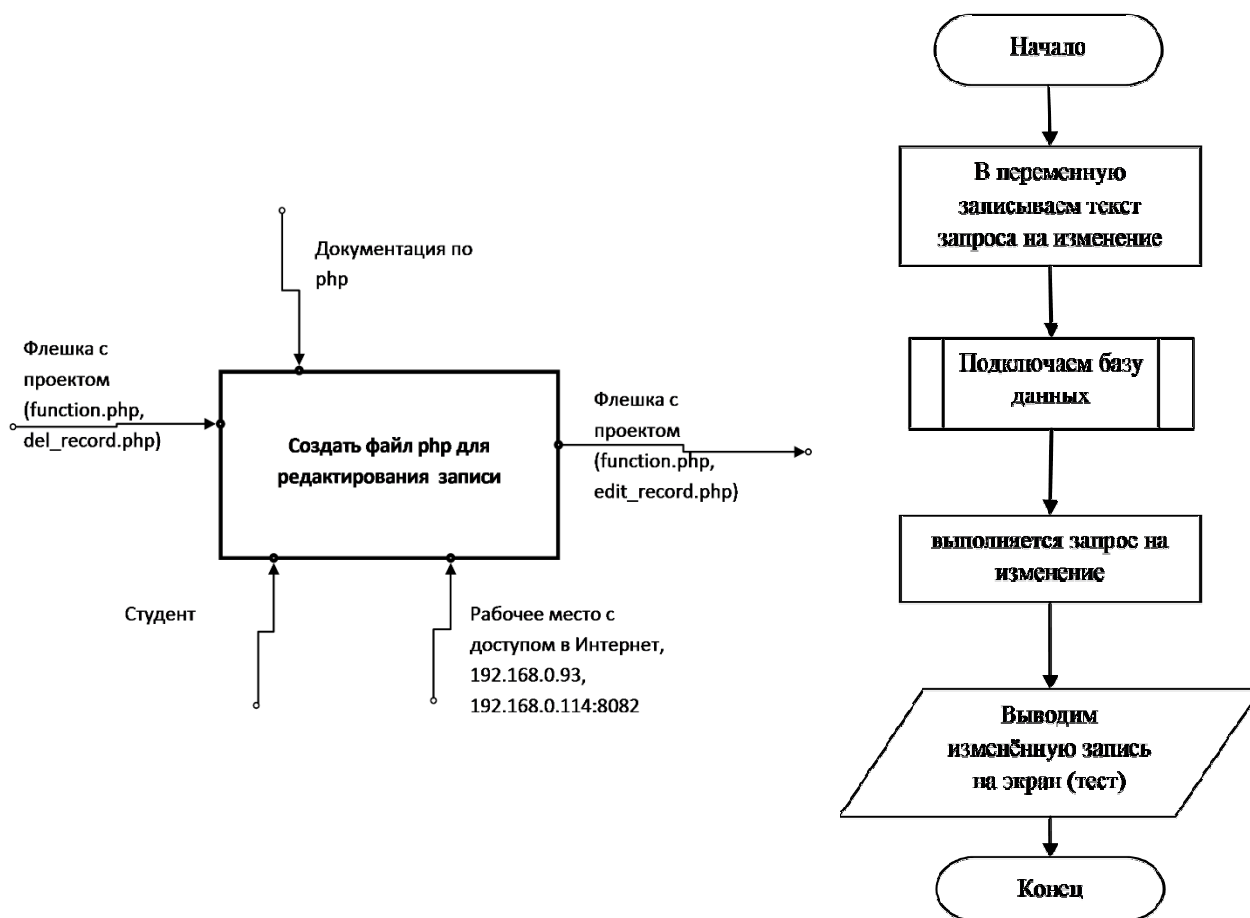 Документация по
php
Флешка с
проектом
(function.php,
del_record.php)
Создать файл php для
редактирования записи
Флешка с
проектом
(function.php,
edit_record.php)
Студент
Рабочее место с
доступом в Интернет,
192.168.0.93,
192.168.0.114:8082
Начало
В переменную
записываем текст
запроса на изменение
Подключаем базу
данных
выполняется запрос на
изменение
Выводим
изменённую запись
на экран (тест)
Конец